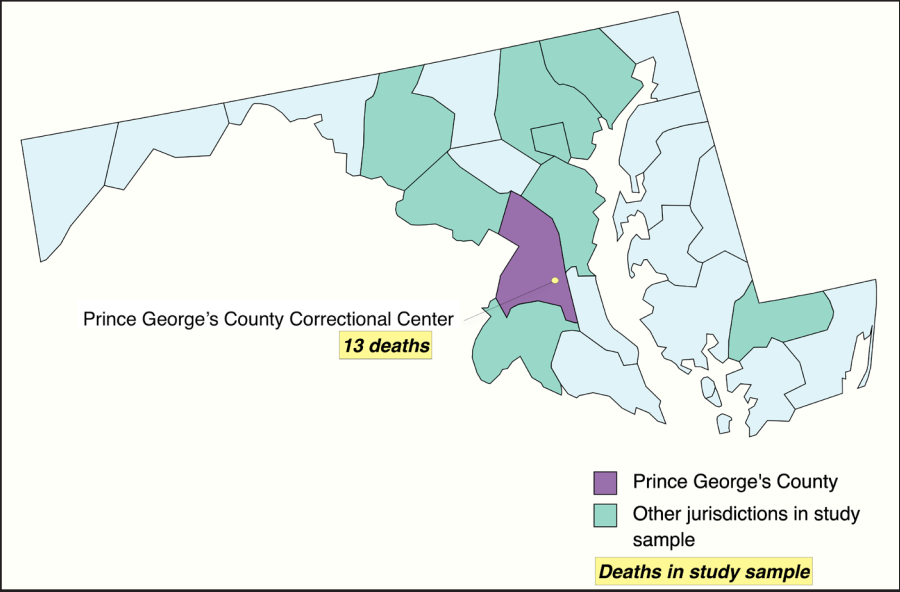 Prince George’s County Correctional Center
13 deaths
Prince George's County
Other jurisdictions in study
sample
Deaths in study sample